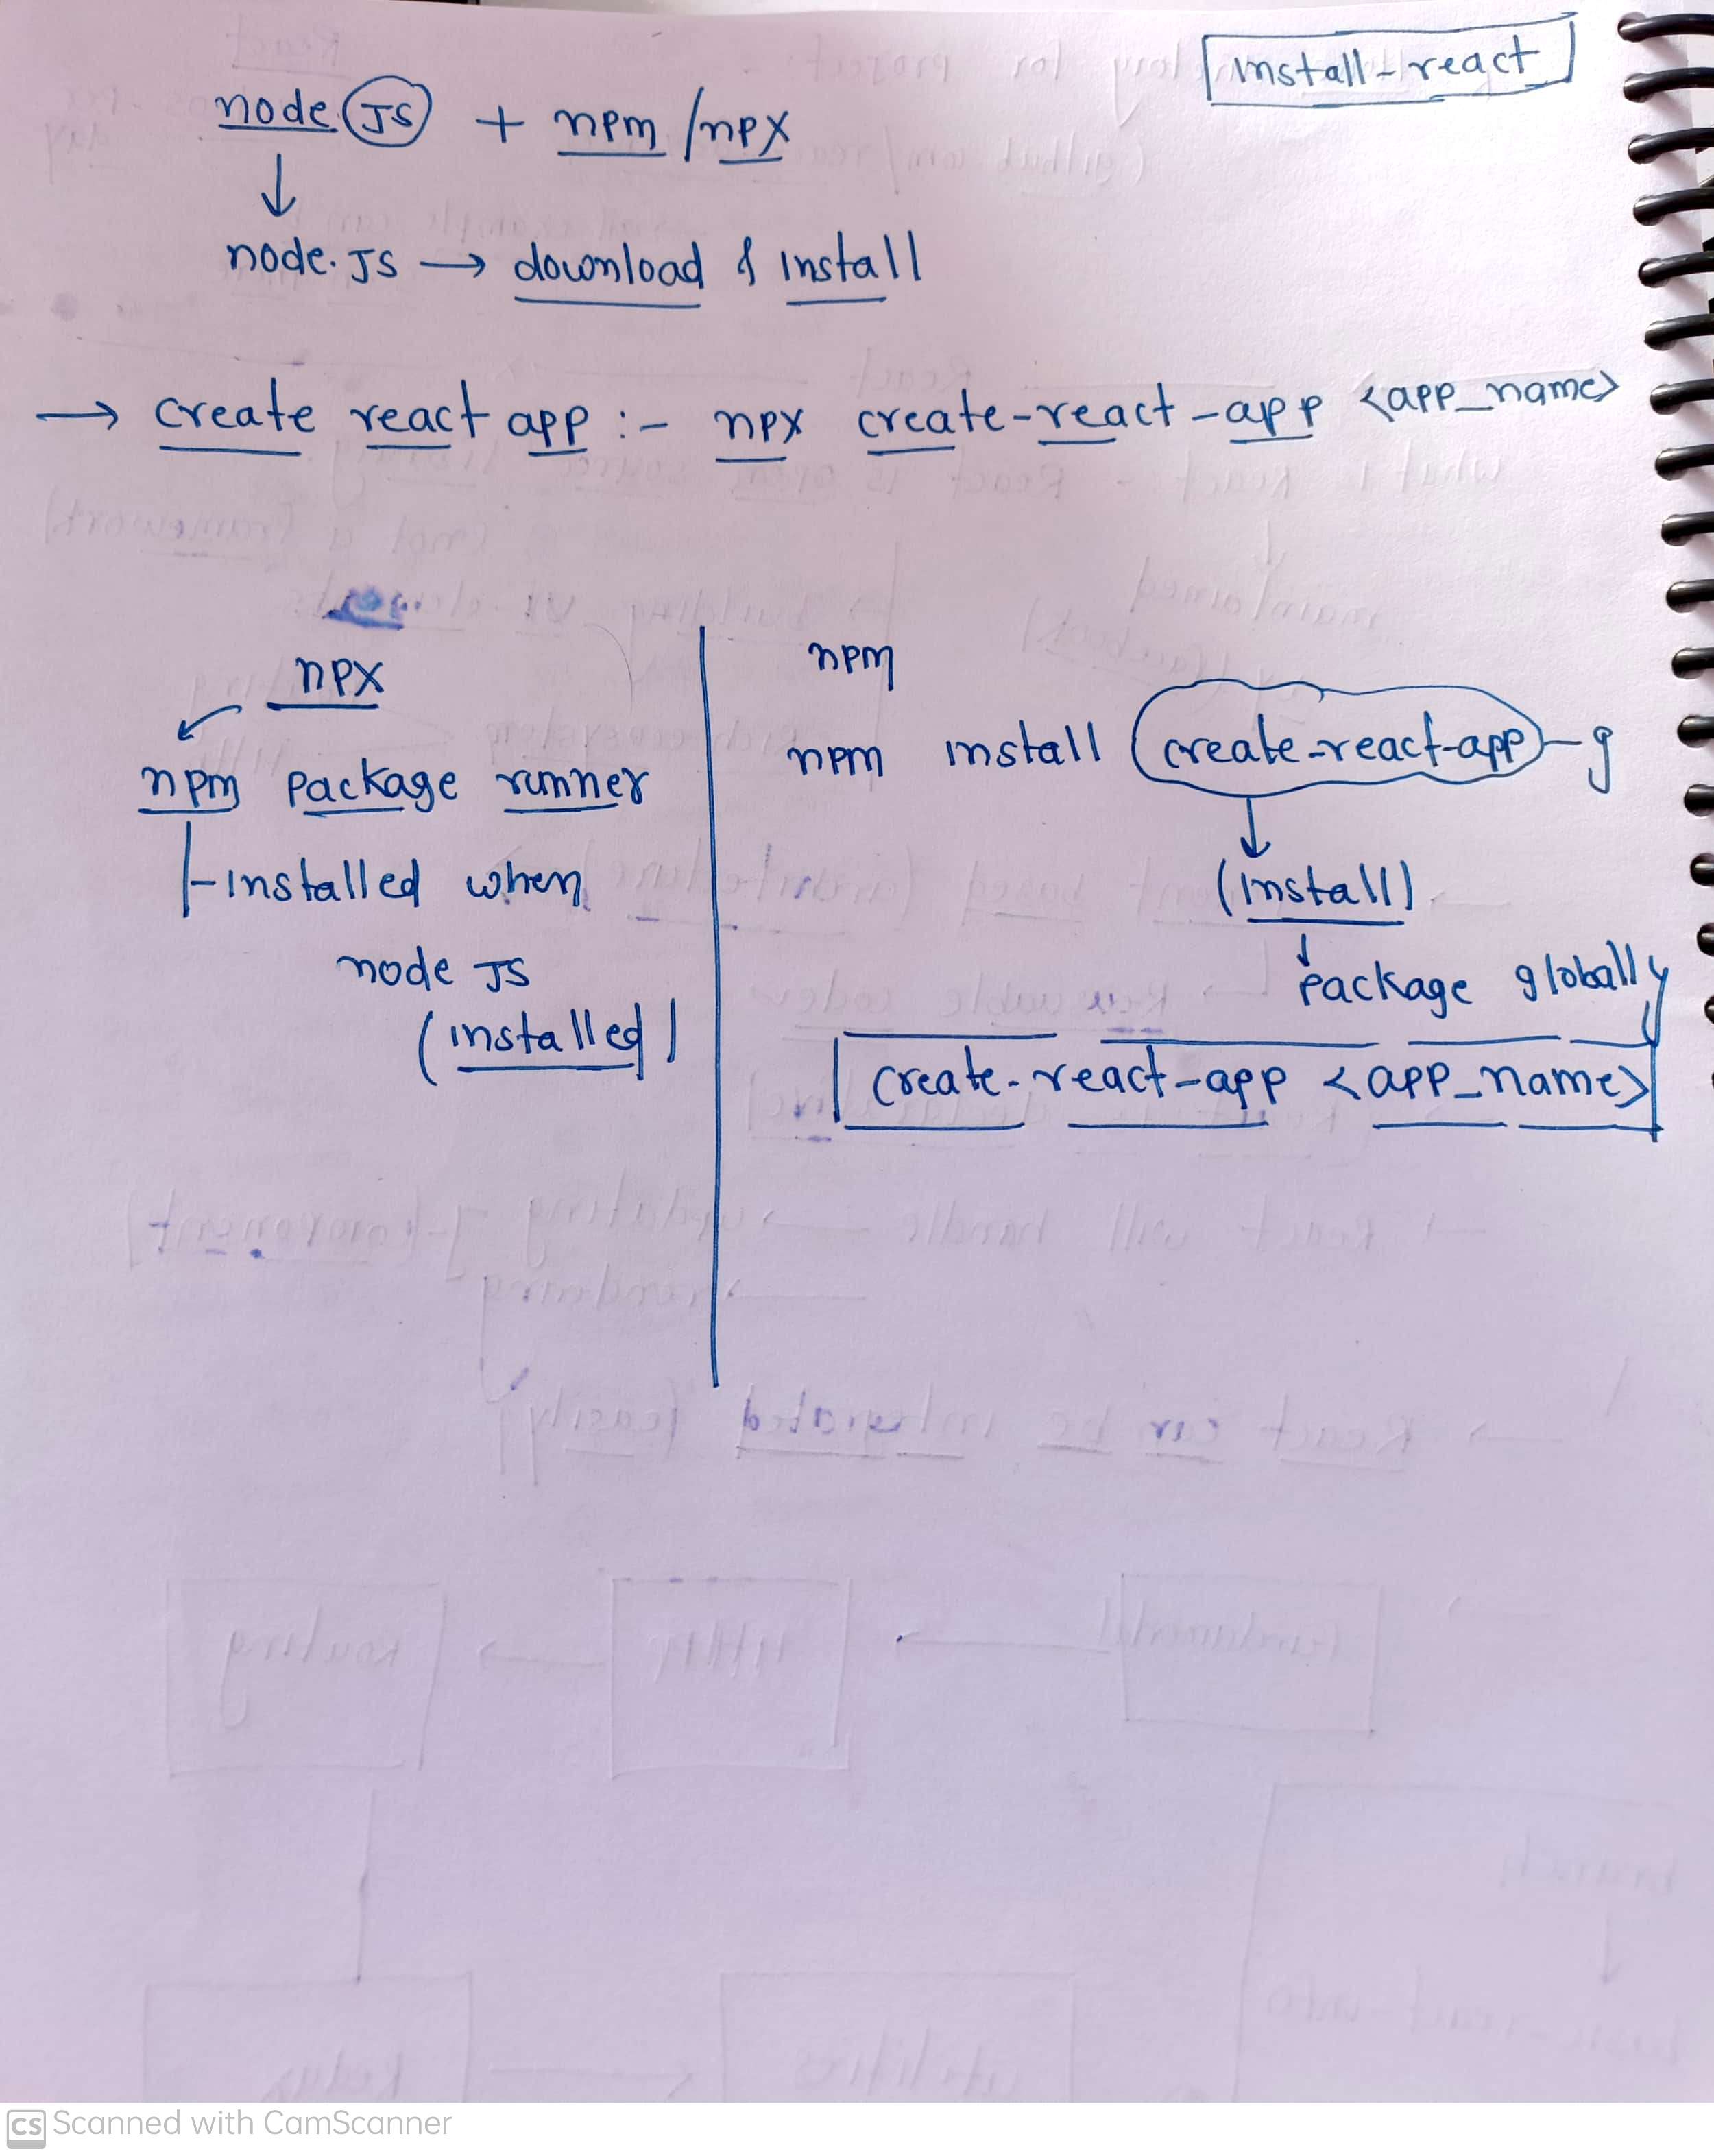 install-react
node.JS + npm/npx
↓
node.JS → download & install
→ create react app :- npx create-react-app <app_name>
npx
npm package runner
installed when
node JS
(installed)
npm
npm install create-react-app -g
↓
(install)
↓
package globally
create-react-app <app_name>
CS Scanned with CamScanner